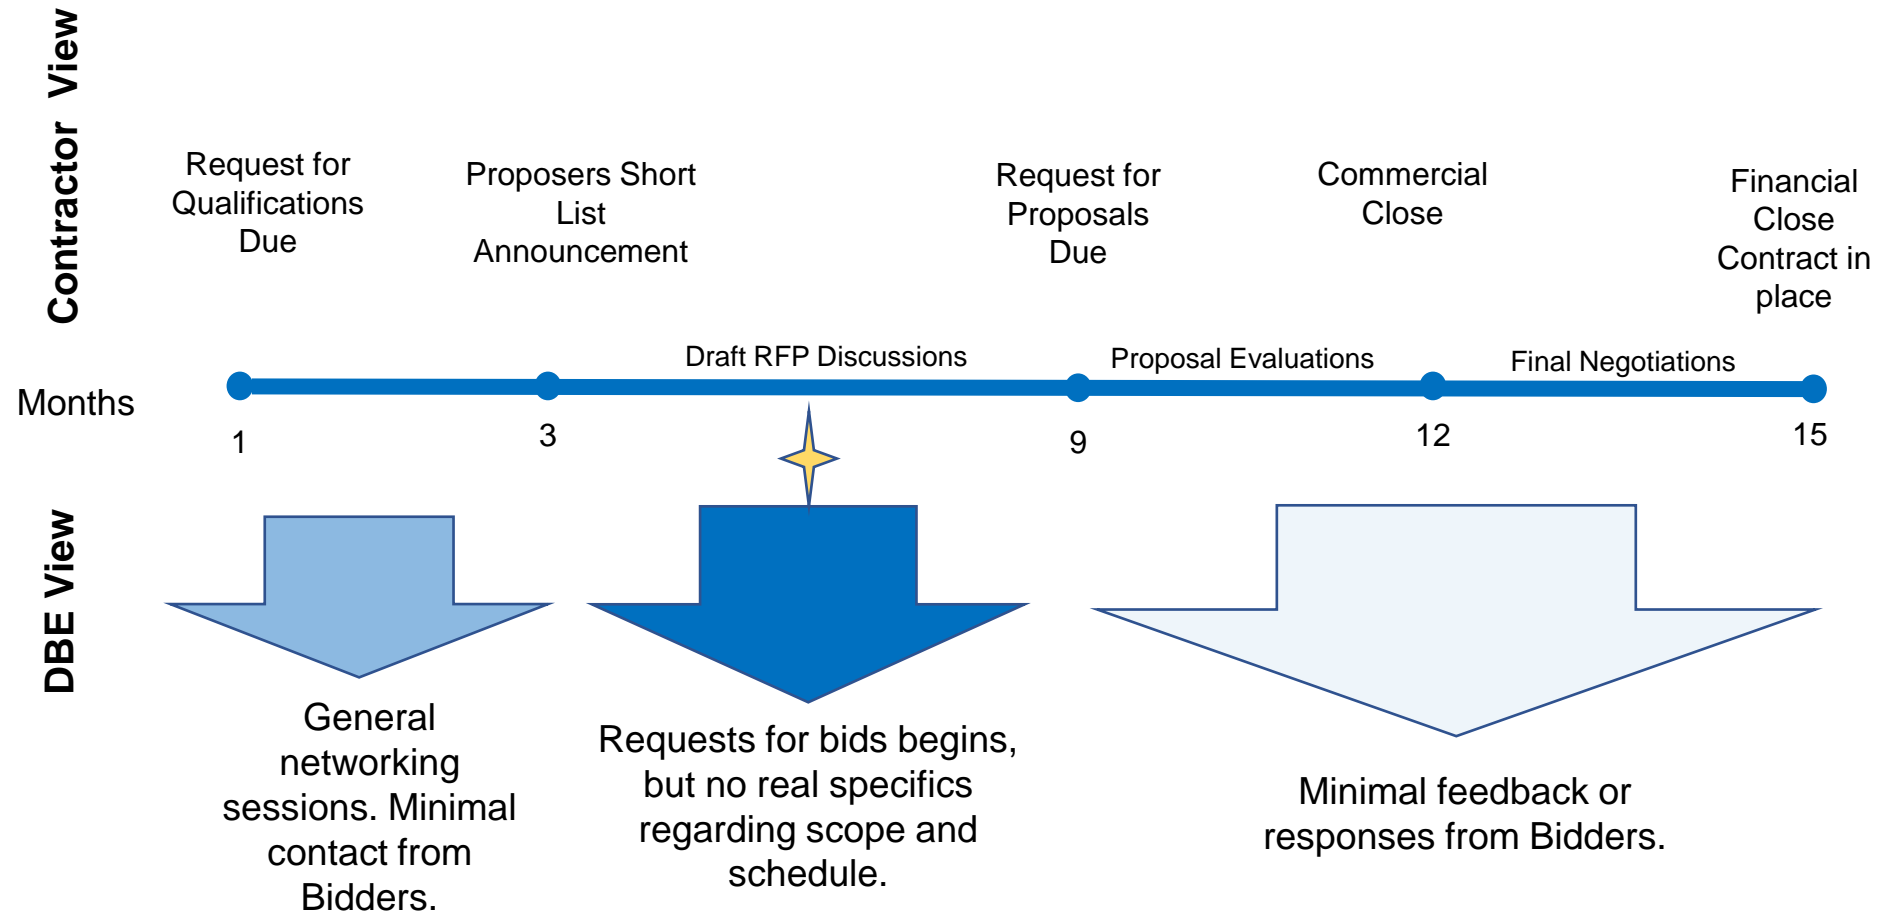 Contractor View
Request for
Qualifications
Due
Proposers Short
List
Announcement
Request for
Proposals
Due
Commercial
Close
Financial
Close
Contract in
place
Draft RFP Discussions
Proposal Evaluations
Final Negotiations
Months
1
3
9
12
15
DBE View
General
networking
sessions. Minimal
contact from
Bidders.
Requests for bids begins,
but no real specifics
regarding scope and
schedule.
Minimal feedback or
responses from Bidders.